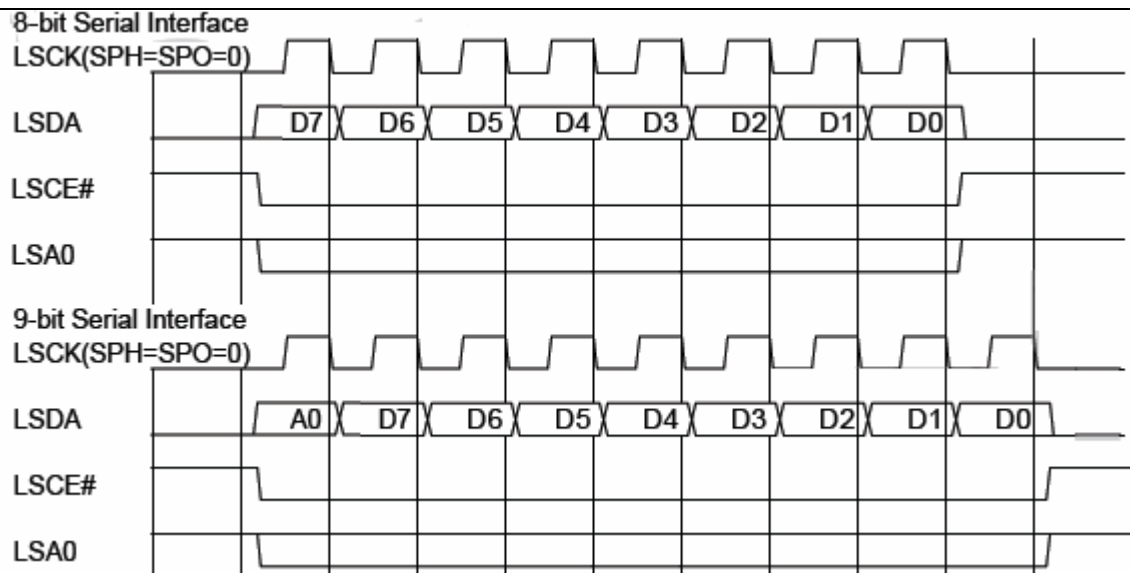 8-bit Serial Interface
LSCK(SPH=SPO=0)
LSDA D7 D6 D5 D4 D3 D2 D1 D0
LSCE#
LSA0
9-bit Serial Interface
LSCK(SPH=SPO=0)
LSDA A0 D7 D6 D5 D4 D3 D2 D1 D0
LSCE#
LSA0